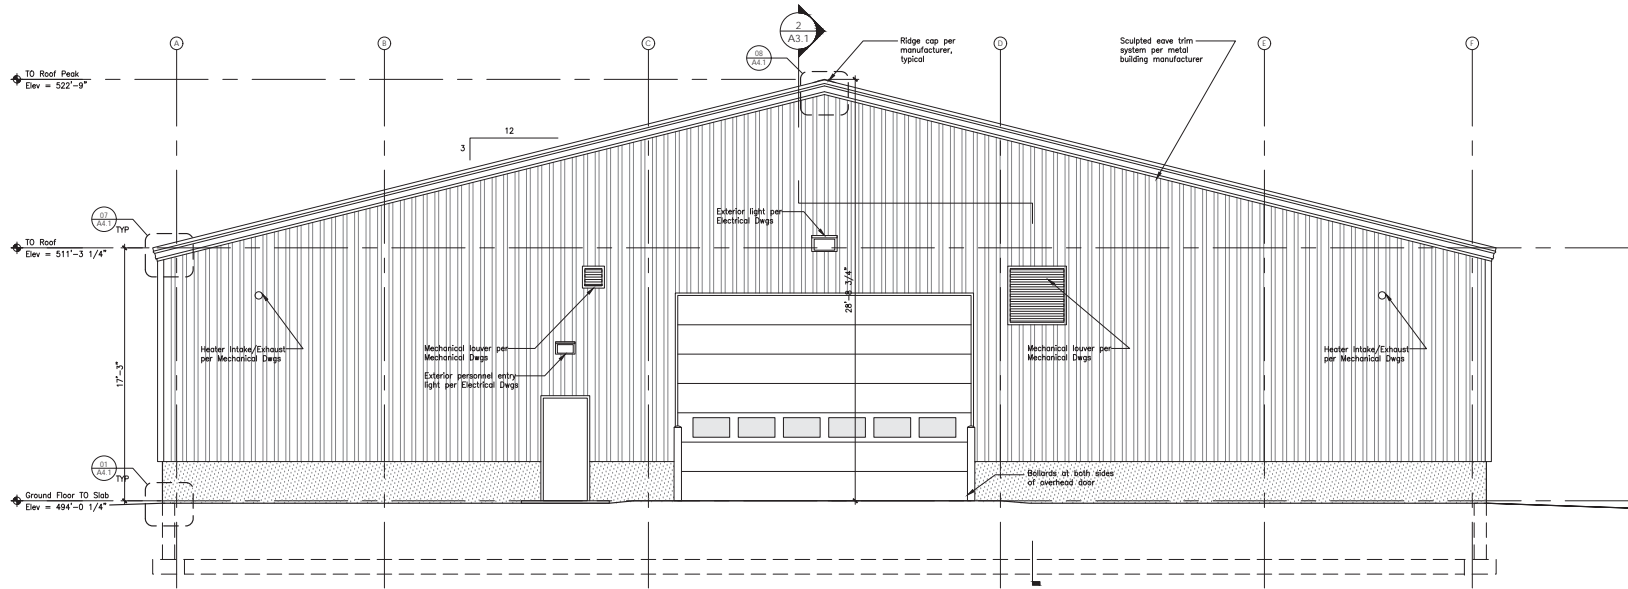 2
A3.1
A
B
C
D
E
F
08
A4.1
Ridge cap per
manufacturer,
typical
Sculpted eave trim
system per metal
building manufacturer
TO Roof Peak
Elev = 522'-9"
12
3
07
A4.1
TYP
Exterior light per
Electrical Dwgs
TO Roof
Elev = 511'-3 1/4"
28'-8 3/4"
Heater Intake/Exhaust
per Mechanical Dwgs
Mechanical louver per
Mechanical Dwgs
Mechanical louver per
Mechanical Dwgs
Heater Intake/Exhaust
per Mechanical Dwgs
17'-3"
Exterior personnel entry
light per Electrical Dwgs
01
A4.1
TYP
Bollards at both sides
of overhead door
Ground Floor TO Slab
Elev = 494'-0 1/4"